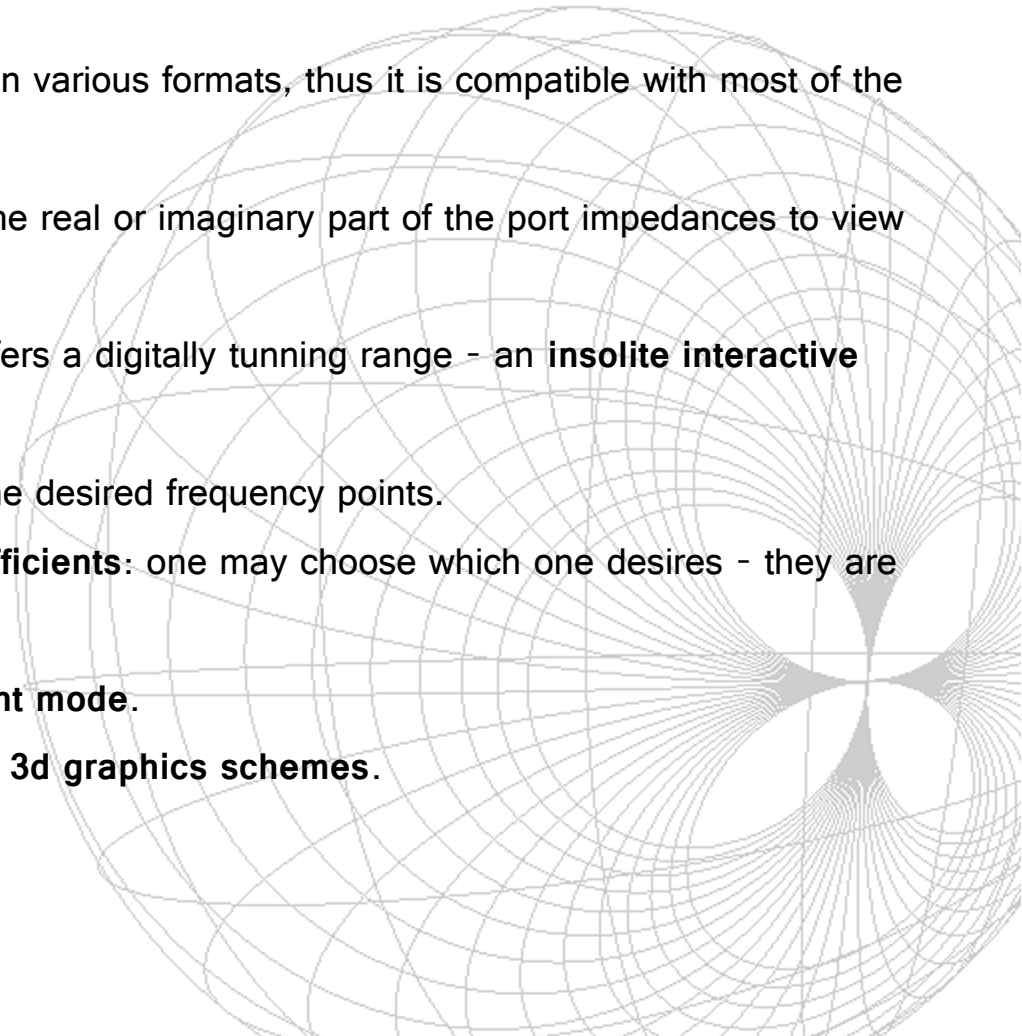 n various formats, thus it is compatible with most of the
ne real or imaginary part of the port impedances to view
fers a digitally tunning range - an insolite interactive
ne desired frequency points.
fficients: one may choose which one desires - they are
nt mode.
3d graphics schemes.